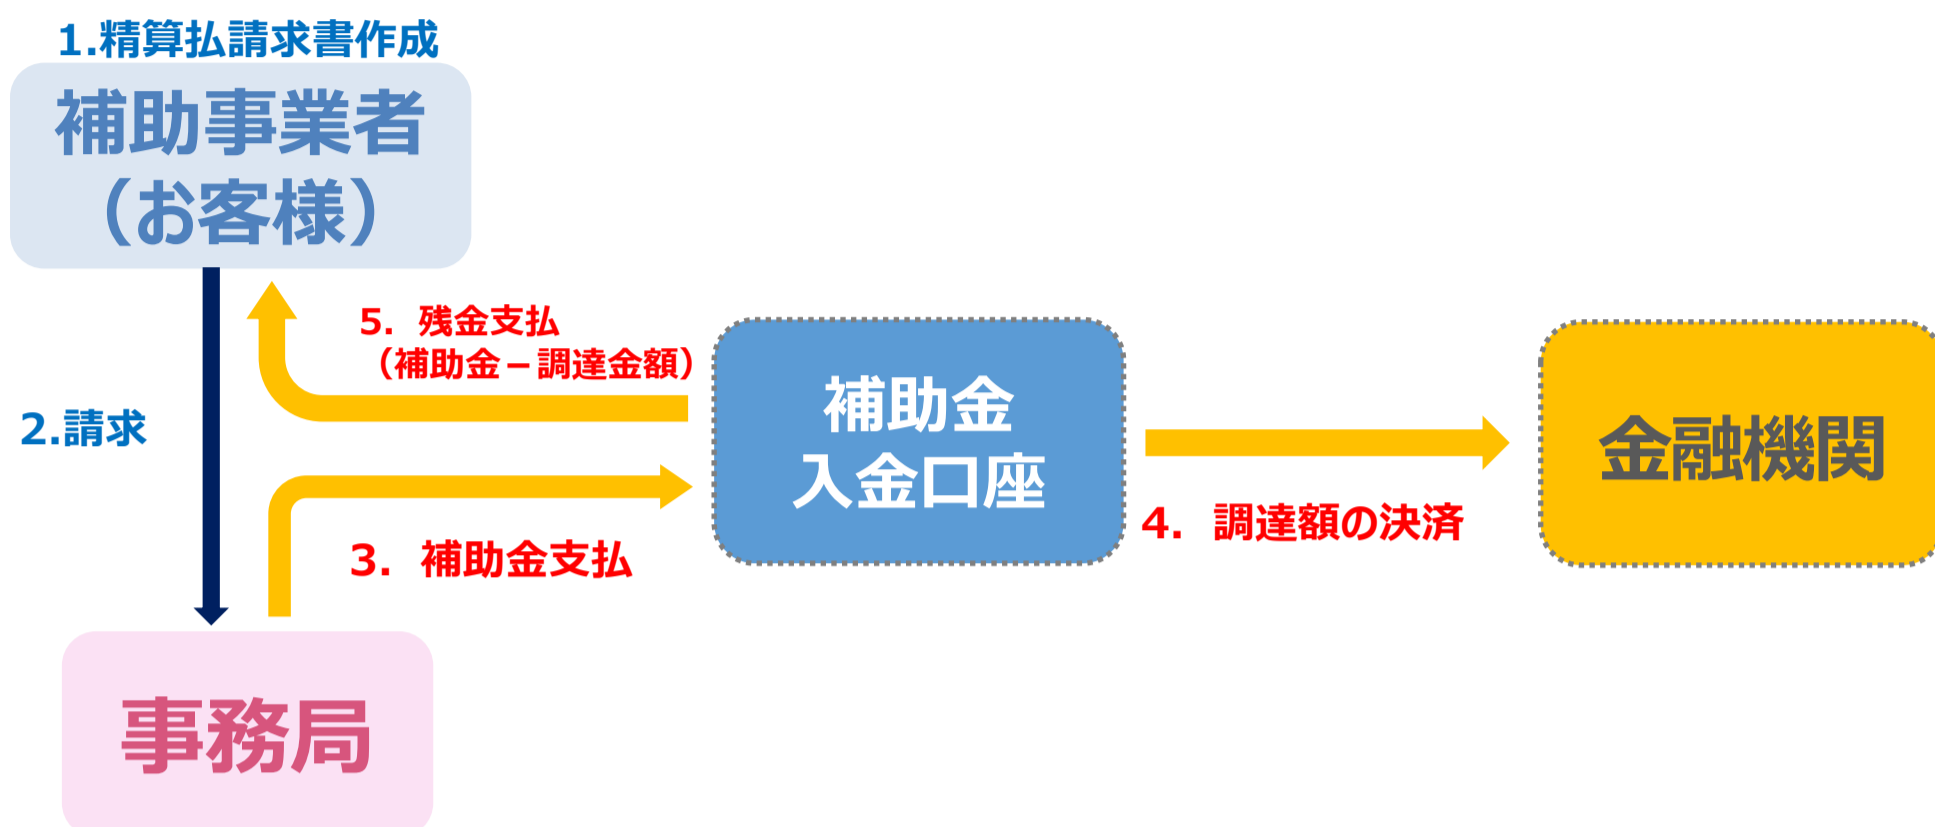 1.精算払請求書作成
補助事業者
（お客様）
5. 残金支払
（補助金－調達金額）
2.請求
補助金
入金口座
金融機関
3. 補助金支払
4. 調達額の決済
事務局